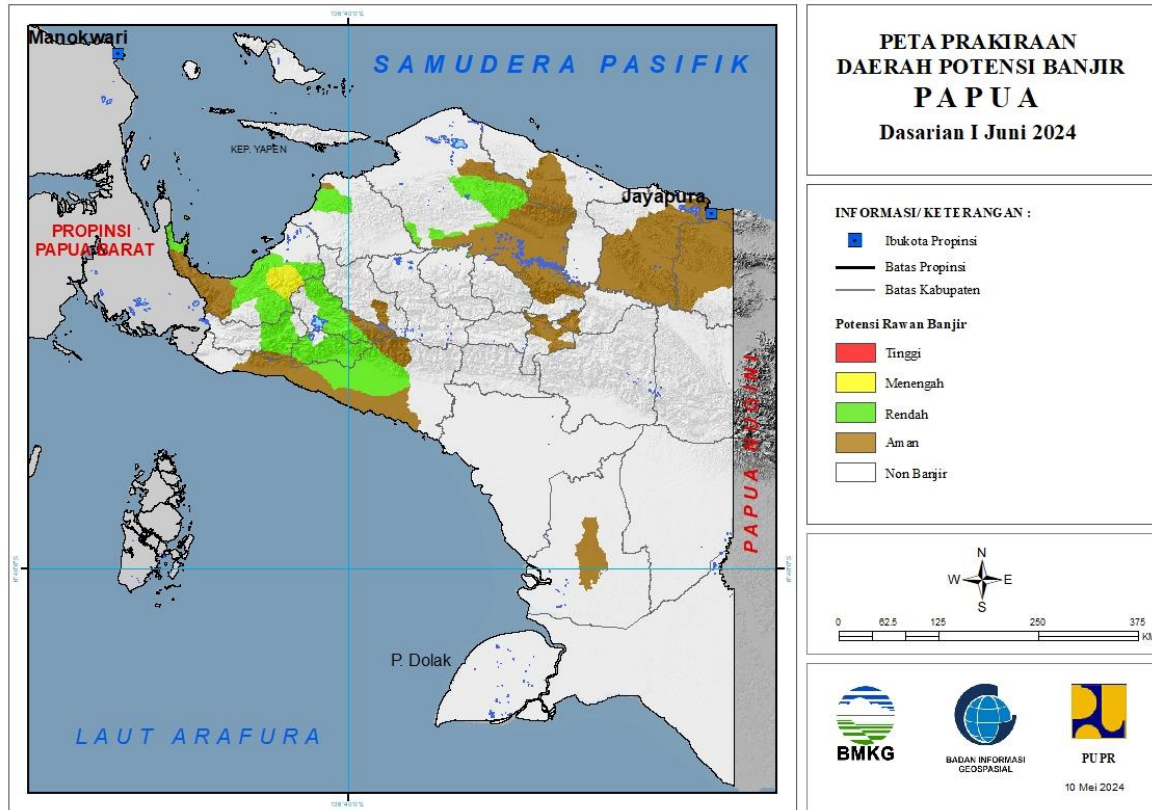 Manokwari
SAMUDERA PASIFIK
KEP. YAPEN
Jayapura
PROPINSI
PAPUA BARAT
PAPUA NUGINI
P. Dolak
LAUT ARAFURA
PETA PRAKIRAAN
DAERAH POTENSI BANJIR
PAPUA
Dasarian I Juni 2024
INFORMASI/KETERANGAN :
Ibukota Propinsi
Batas Propinsi
Batas Kabupaten
Potensi Rawan Banjir
Tinggi
Menengah
Rendah
Aman
Non Banjir
N
W E
S
0 62.5 125 250 375
KM
BMKG
BADAN INFORMASI
GEOSPASIAL
PUPR
10 Mei 2024